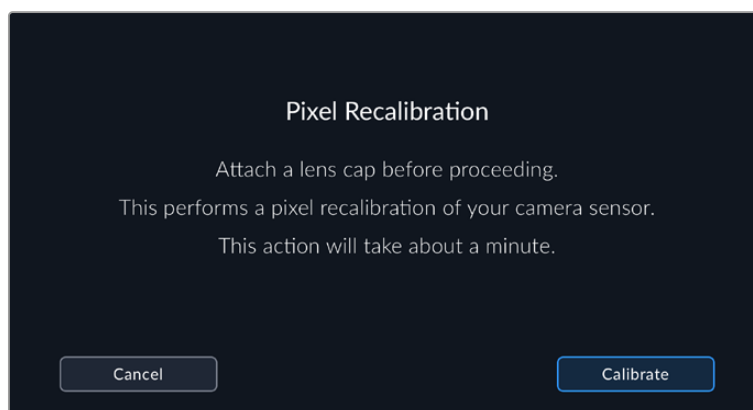 Pixel Recalibration
Attach a lens cap before proceeding.
This performs a pixel recalibration of your camera sensor.
This action will take about a minute.
Cancel
Calibrate